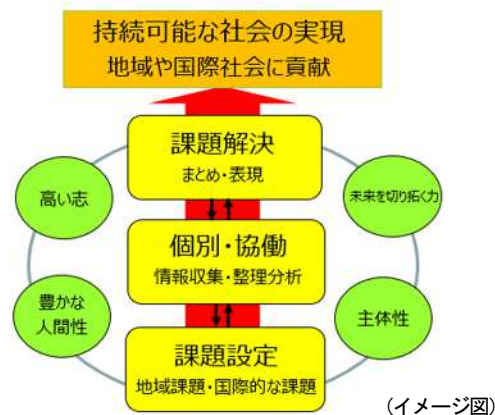 持続可能な社会の実現
地域や国際社会に貢献
課題解決
まとめ・表現
高い志
未来を切り拓く力
個別・協働
情報収集・整理分析
豊かな
人間性
主体性
課題設定
地域課題・国際的な課題
(イメージ図)